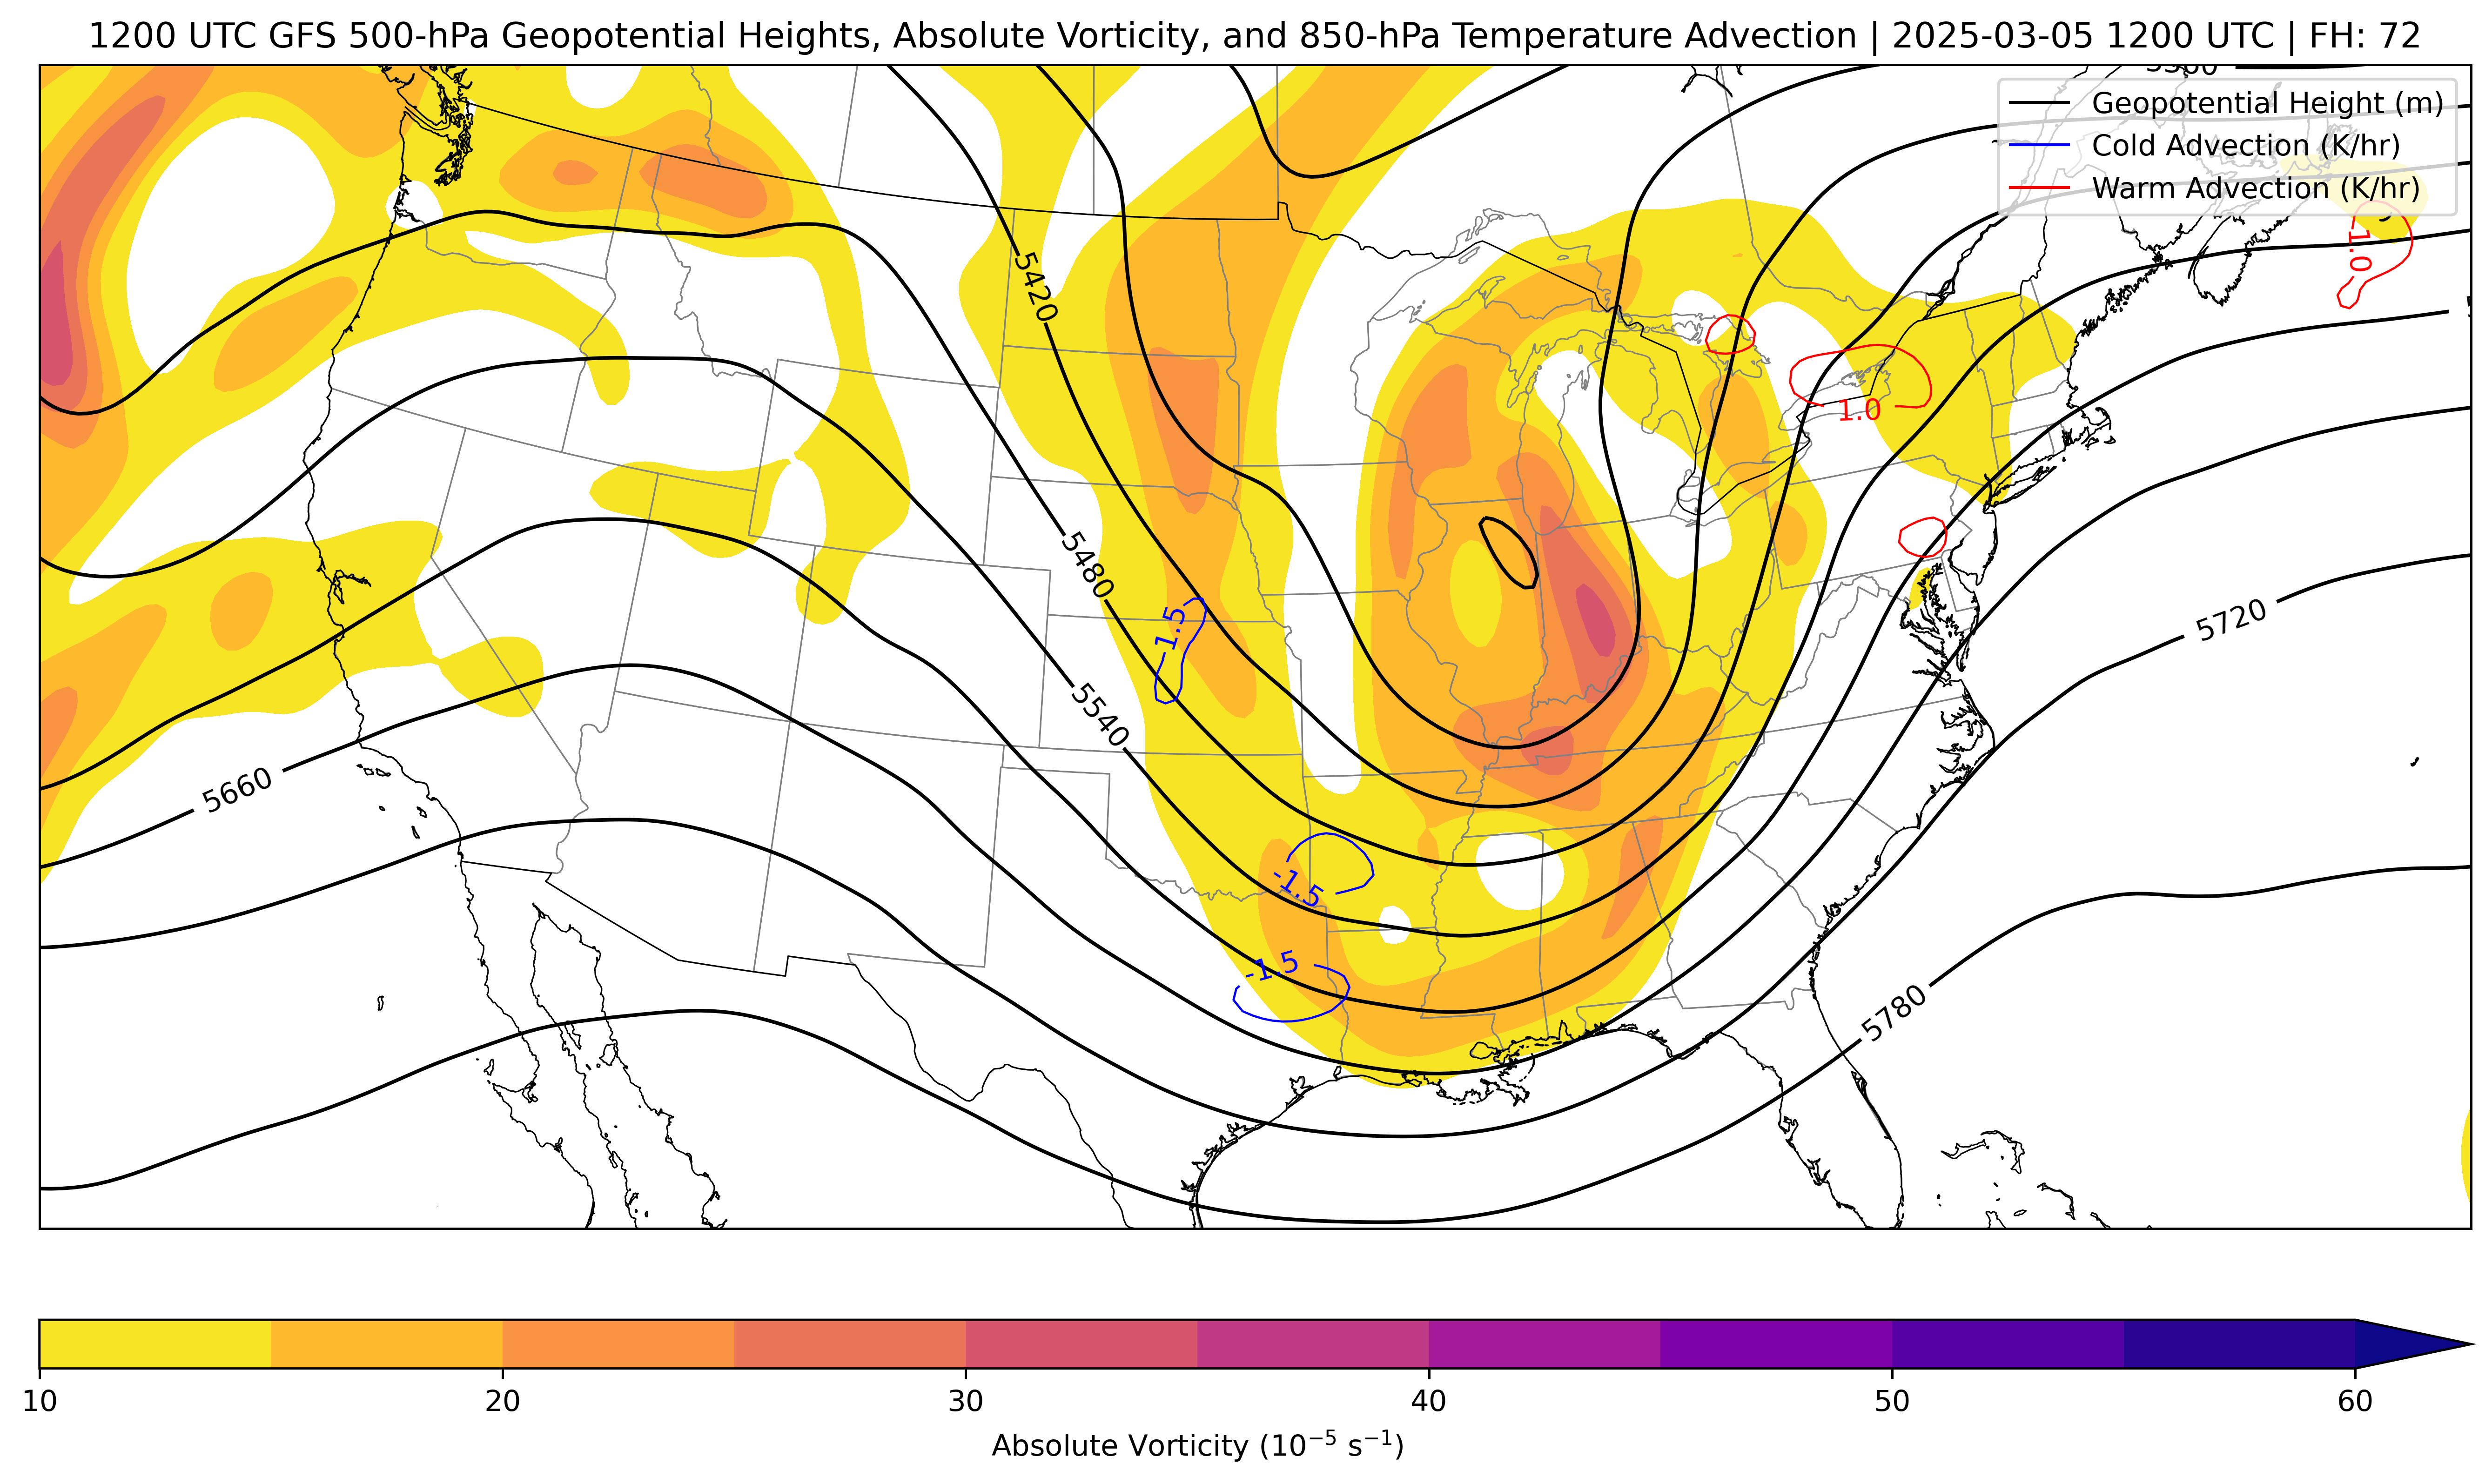 1200 UTC GFS 500-hPa Geopotential Heights, Absolute Vorticity, and 850-hPa Temperature Advection | 2025-03-05 1200 UTC | FH: 72
Geopotential Height (m)
Cold Advection (K/hr)
Warm Advection (K/hr)
1.0
5420
1.0
5480
-1.5
5720
5540
5660
-1.5
-1.5
5780
10 20 30 40 50 60
Absolute Vorticity (10⁻⁵ s⁻¹)